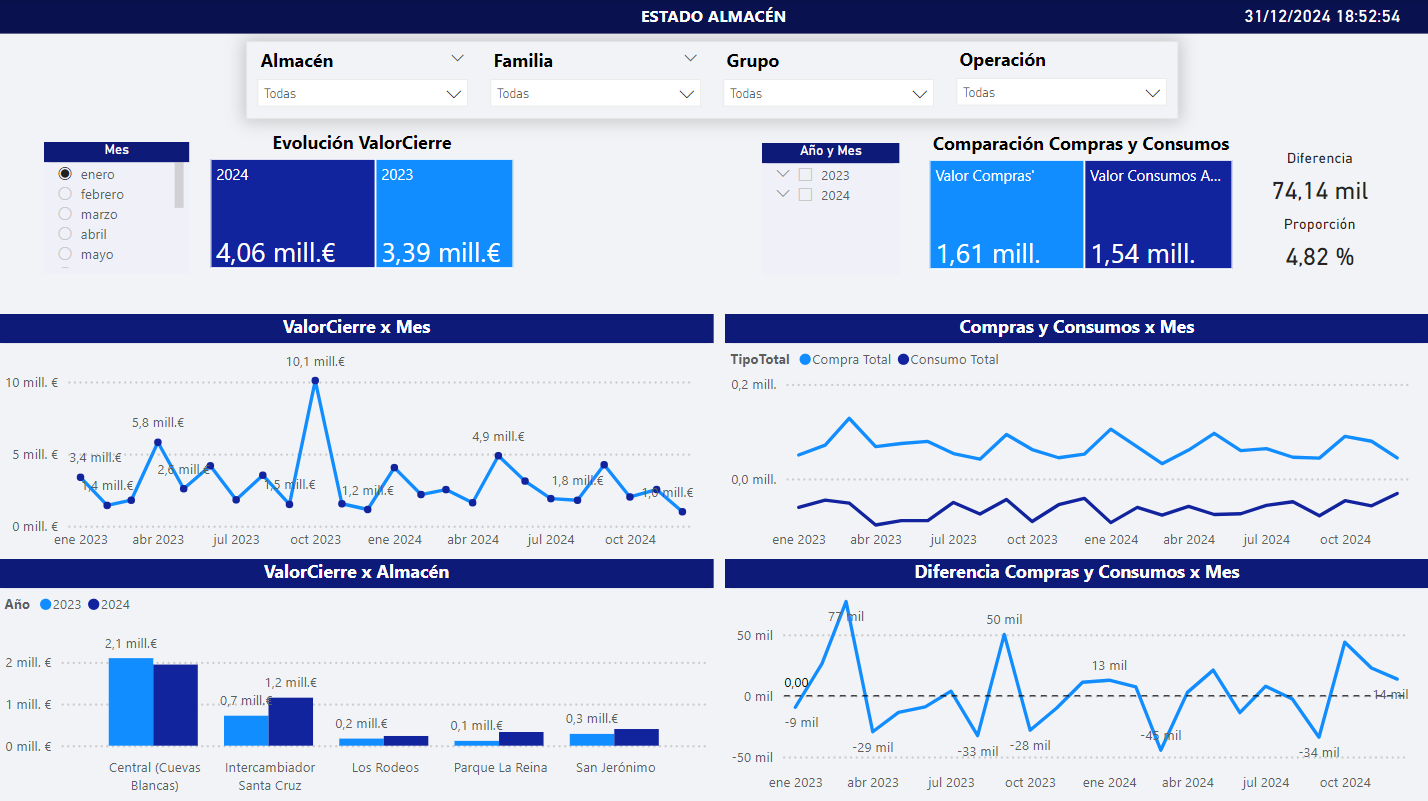 ESTADO ALMACÉN
31/12/2024 18:52:54
Almacén
Todas
Familia
Todas
Grupo
Todas
Operación
Todas
Mes
enero
febrero
marzo
abril
mayo
Evolución ValorCierre
2024
4,06 mill.€
2023
3,39 mill.€
Año y Mes
2023
2024
Comparación Compras y Consumos
Valor Compras'
1,61 mill.
Valor Consumos A...
1,54 mill.
Diferencia
74,14 mil
Proporción
4,82 %
ValorCierre x Mes
10 mill. €
5 mill. €
0 mill. €
3,4 mill.€
1,4 mill.€
5,8 mill.€
2,6 mill.€
1,5 mill.€
10,1 mill.€
1,2 mill.€
4,9 mill.€
1,8 mill.€
1,0 mill.€
ene 2023
abr 2023
jul 2023
oct 2023
ene 2024
abr 2024
jul 2024
oct 2024
Compras y Consumos x Mes
TipoTotal Compra Total Consumo Total
0,2 mill.
0,0 mill.
ene 2023
abr 2023
jul 2023
oct 2023
ene 2024
abr 2024
jul 2024
oct 2024
ValorCierre x Almacén
Año 2023 2024
2 mill. €
1 mill. €
0 mill. €
2,1 mill.€
0,7 mill.€
1,2 mill.€
0,2 mill.€
0,1 mill.€
0,3 mill.€
Central (Cuevas
Blancas)
Intercambiador
Santa Cruz
Los Rodeos
Parque La Reina
San Jerónimo
Diferencia Compras y Consumos x Mes
50 mil
0 mil
-50 mil
0,00
-9 mil
77 mil
-29 mil
-33 mil
50 mil
-28 mil
13 mil
-45 mil
-34 mil
14 mil
ene 2023
abr 2023
jul 2023
oct 2023
ene 2024
abr 2024
jul 2024
oct 2024